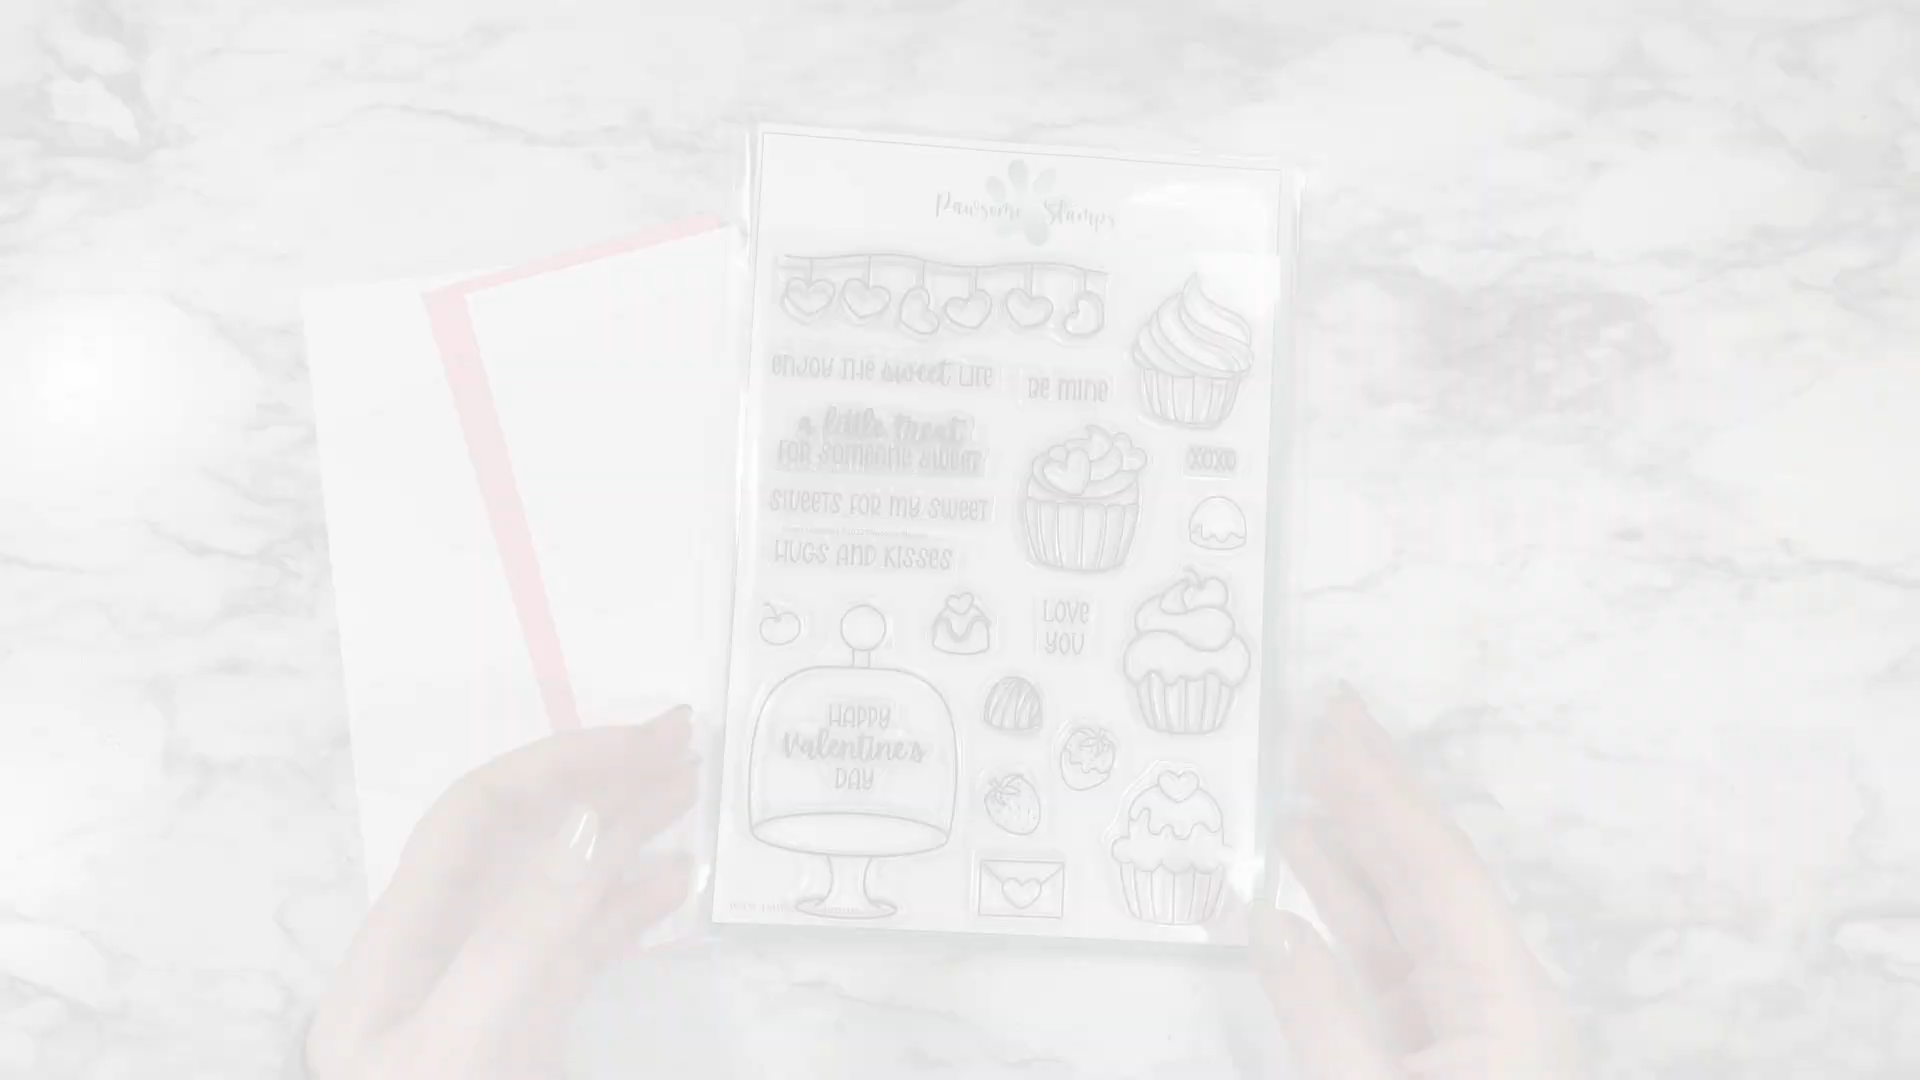 Pawsome Stamps
enjoy the sweet life
be mine
a little treat
for someone sweet
xoxo
sweets for my sweet
hugs and kisses
love
you
happy
valentine's
day